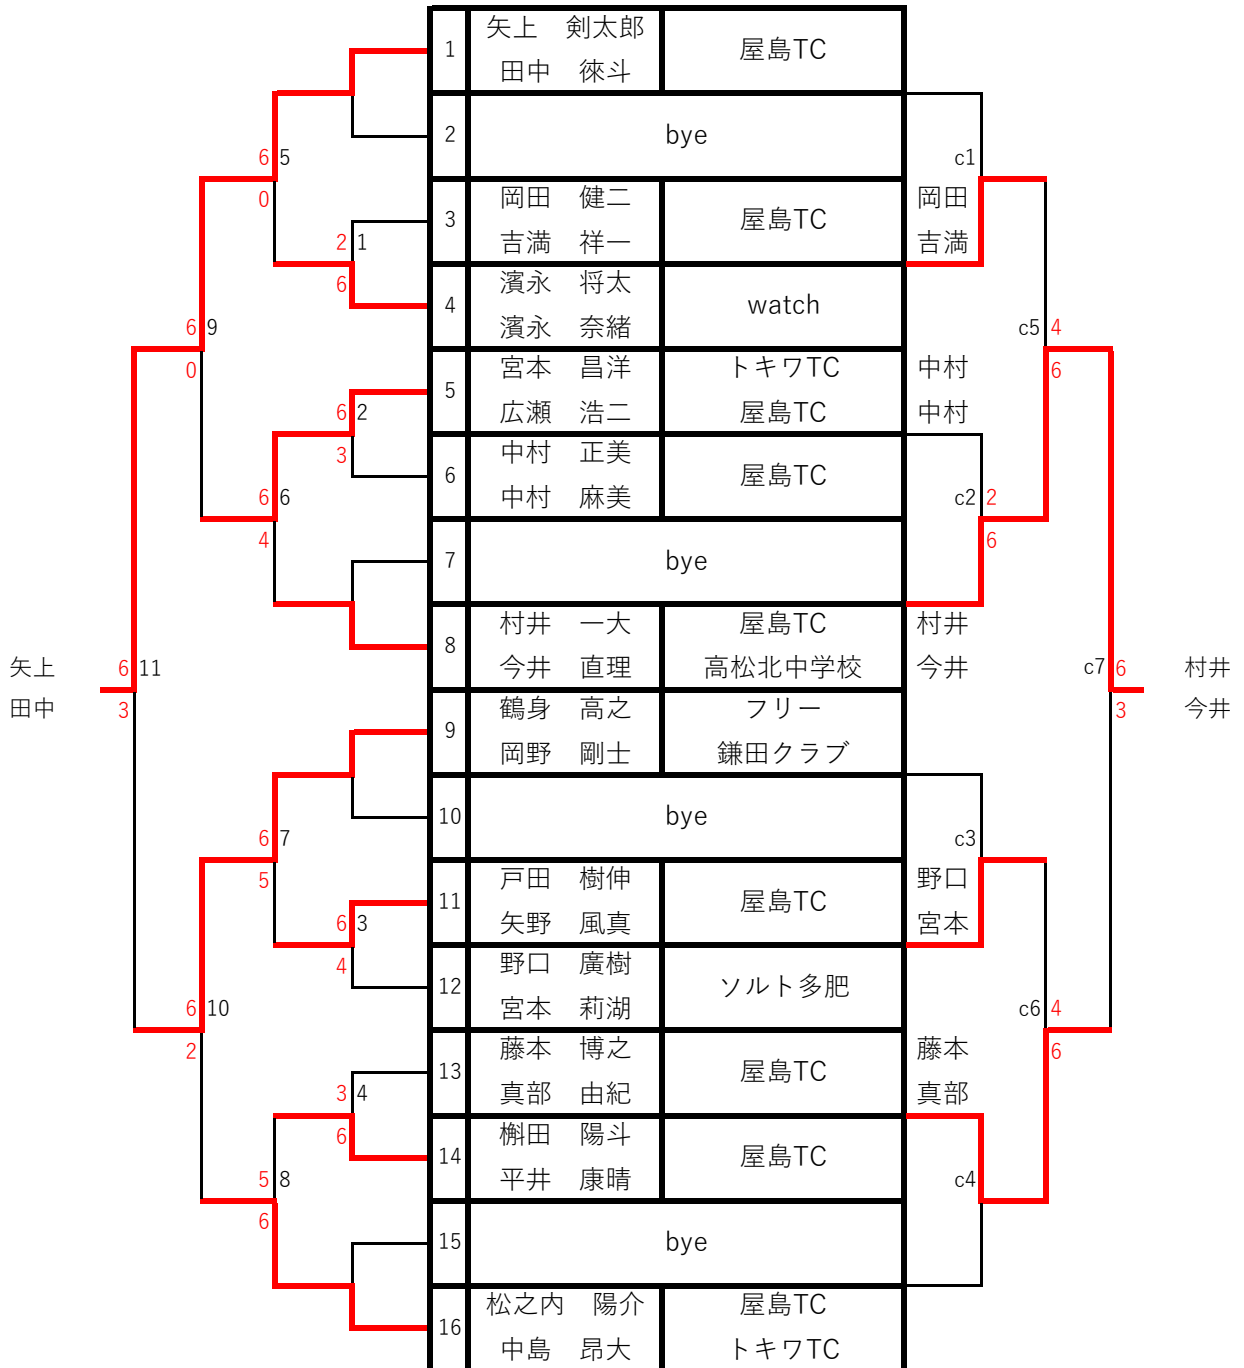 1
矢上　剣太郎
田中　徠斗
屋島TC
2
bye
3
岡田　健二
吉満　祥一
屋島TC
4
濱永　将太
濱永　奈緒
watch
5
宮本　昌洋
広瀬　浩二
トキワTC
屋島TC
6
中村　正美
中村　麻美
屋島TC
7
bye
8
村井　一大
今井　直理
屋島TC
高松北中学校
9
鶴身　高之
岡野　剛士
フリー
鎌田クラブ
10
bye
11
戸田　樹伸
矢野　風真
屋島TC
12
野口　廣樹
宮本　莉湖
ソルト多肥
13
藤本　博之
真部　由紀
屋島TC
14
槲田　陽斗
平井　康晴
屋島TC
15
bye
16
松之内　陽介
中島　昂大
屋島TC
トキワTC
6 5
0
2 1
6
6 9
0
6 2
3
6 6
4
矢上
田中
6 11
3
6 7
5
6 3
4
6 10
2
3 4
6
5 8
6
c1
岡田
吉満
c5 4
6
中村
中村
c2 2
6
村井
今井
c7 6
3
村井
今井
c3
野口
宮本
c6 4
6
藤本
真部
c4